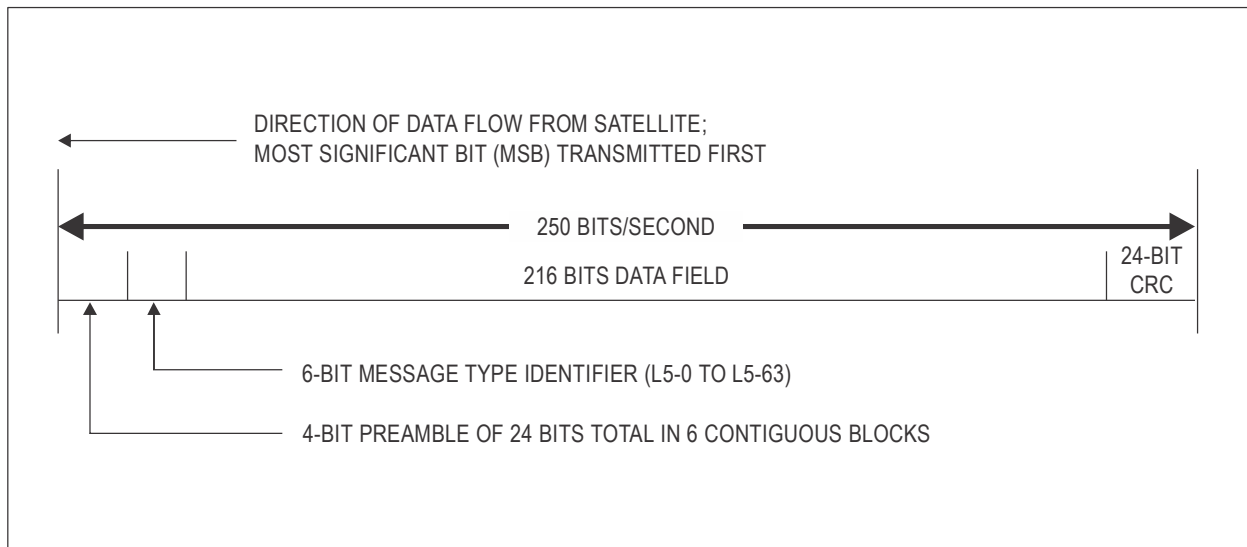 DIRECTION OF DATA FLOW FROM SATELLITE;
MOST SIGNIFICANT BIT (MSB) TRANSMITTED FIRST
250 BITS/SECOND
216 BITS DATA FIELD
24-BIT
CRC
6-BIT MESSAGE TYPE IDENTIFIER (L5-0 TO L5-63)
4-BIT PREAMBLE OF 24 BITS TOTAL IN 6 CONTIGUOUS BLOCKS